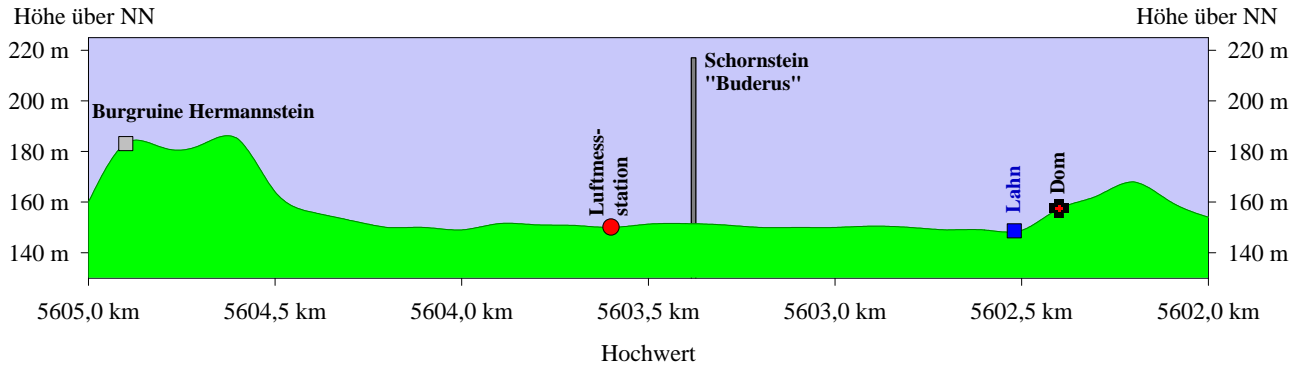 Höhe über NN
Höhe über NN
220 m
220 m
Schornstein
"Buderus"
200 m
200 m
Burgruine Hermannstein
180 m
180 m
Luftmess-
station
Lahn
Dom
160 m
160 m
140 m
140 m
5605,0 km
5604,5 km
5604,0 km
5603,5 km
5603,0 km
5602,5 km
5602,0 km
Hochwert